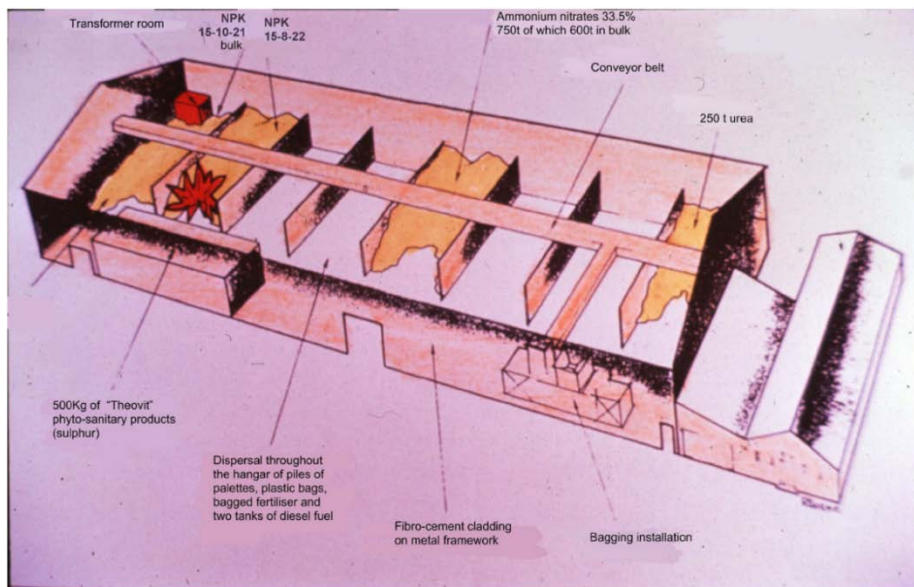 Transformer room
NPK
15-10-21
bulk
NPK
15-8-22
Ammonium nitrates 33.5%
750t of which 600t in bulk
Conveyor belt
250 t urea
500Kg of "Theovit"
phyto-sanitary products
(sulphur)
Dispersal throughout
the hangar of piles of
palettes, plastic bags,
bagged fertiliser and
two tanks of diesel fuel
Fibro-cement cladding
on metal framework
Bagging installation